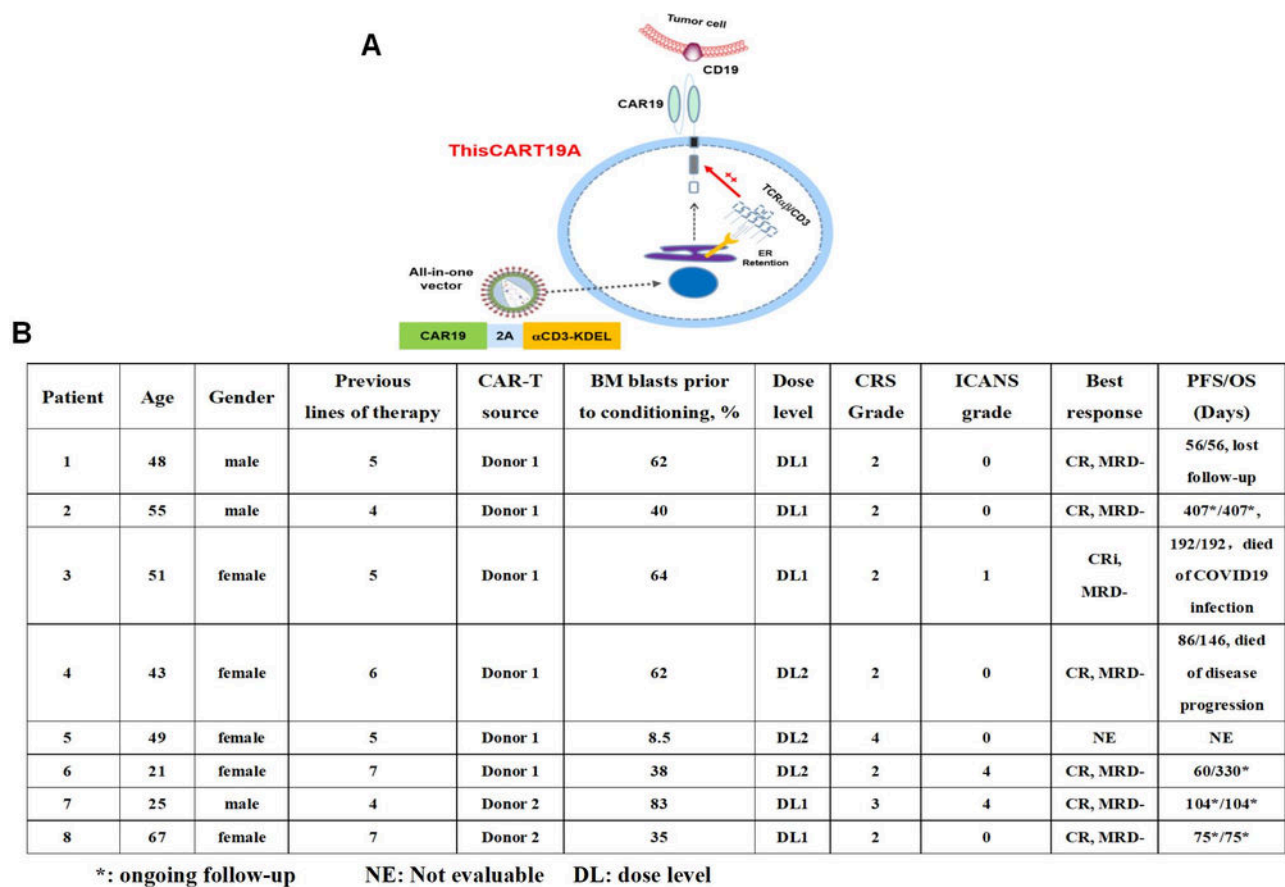 A
Tumor cell
CD19
CAR19
ThisCART19A
++
TCRαβ/CD3
ER
Retention
All-in-one
vector
CAR19 2A αCD3-KDEL
B
Patient Age Gender Previous lines of therapy CAR-T source BM blasts prior to conditioning, % Dose level CRS Grade ICANS grade Best response PFS/OS (Days)
1 48 male 5 Donor 1 62 DL1 2 0 CR, MRD- 56/56, lost follow-up
2 55 male 4 Donor 1 40 DL1 2 0 CR, MRD- 407*/407*,
3 51 female 5 Donor 1 64 DL1 2 1 CRi, MRD- 192/192，died of COVID19 infection
4 43 female 6 Donor 1 62 DL2 2 0 CR, MRD- 86/146, died of disease progression
5 49 female 5 Donor 1 8.5 DL2 4 0 NE NE
6 21 female 7 Donor 1 38 DL2 2 4 CR, MRD- 60/330*
7 25 male 4 Donor 2 83 DL1 3 4 CR, MRD- 104*/104*
8 67 female 7 Donor 2 35 DL1 2 0 CR, MRD- 75*/75*
*: ongoing follow-up NE: Not evaluable DL: dose level